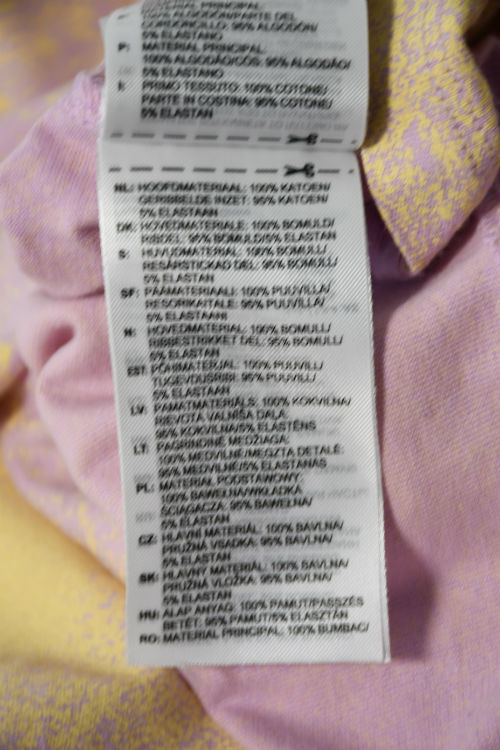 100% ALGODÓN/PARTE DEL
CORDONCILLO: 95% ALGODÓN/
5% ELASTANO
P: MATERIAL PRINCIPAL:
100% ALGODÃO/CÓS: 95% ALGODÃO/
5% ELASTANO
I: PRIMO TESSUTO: 100% COTONE/
PARTE IN COSTINA: 95% COTONE/
5% ELASTAN
NL: HOOFDMATERIAAL: 100% KATOEN/
GERIBBELDE INZET: 95% KATOEN/
5% ELASTAAN
DK: HOVEDMATERIALE: 100% BOMULD/
RIBDEL: 95% BOMULD/5% ELASTAN
S: HUVUDMATERIAL: 100% BOMULL/
RESÅRSTICKAD DEL: 95% BOMULL/
5% ELASTAN
SF: PÄÄMATERIAALI: 100% PUUVILLA/
RESORIKAITALE: 95% PUUVILLA/
5% ELASTAANI
N: HOVEDMATERIAL: 100% BOMULL/
RIBBESTRIKKET DEL: 95% BOMULL/
5% ELASTAN
EST: PÕHIMATERJAL: 100% PUUVILL/
TUGEVDUSRIBI: 95% PUUVILL/
5% ELASTAAN
LV: PAMATMATERIĀLS: 100% KOKVILNA/
RIEVOTA VALNĪŠA DAĻA:
95% KOKVILNA/5% ELASTĒNS
LT: PAGRINDINĖ MEDŽIAGA:
100% MEDVILNĖ/MEGZTA DETALĖ:
95% MEDVILNĖ/5% ELASTANAS
PL: MATERIAŁ PODSTAWOWY:
100% BAWEŁNA/WKŁADKA
ŚCIĄGACZA: 95% BAWEŁNA/
5% ELASTAN
CZ: HLAVNÍ MATERIÁL: 100% BAVLNA/
PRUŽNÁ VSADKA: 95% BAVLNA/
5% ELASTAN
SK: HLAVNÝ MATERIÁL: 100% BAVLNA/
PRUŽNÁ VLOŽKA: 95% BAVLNA/
5% ELASTAN
HU: ALAP ANYAG: 100% PAMUT/PASSZÉS
BETÉT: 95% PAMUT/5% ELASZTÁN
RO: MATERIAL PRINCIPAL: 100% BUMBAC/